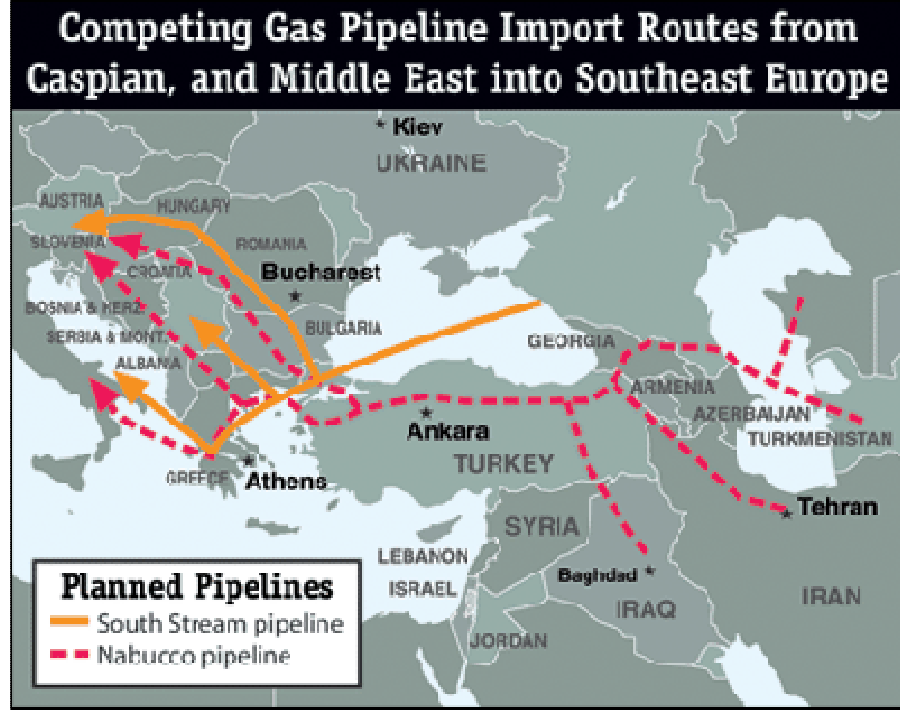 Competing Gas Pipeline Import Routes from
Caspian, and Middle East into Southeast Europe
Kiev
UKRAINE
AUSTRIA
HUNGARY
SLOVENIA
ROMANIA
CROATIA
Bucharest
BOSNIA & HERZ.
BULGARIA
SERBIA & MONT.
GEORGIA
ALBANIA
ARMENIA
AZERBAIJAN
Ankara
TURKMENISTAN
TURKEY
GREECE
Athens
Tehran
SYRIA
LEBANON
Baghdad
ISRAEL
IRAQ
IRAN
JORDAN
Planned Pipelines
South Stream pipeline
Nabucco pipeline